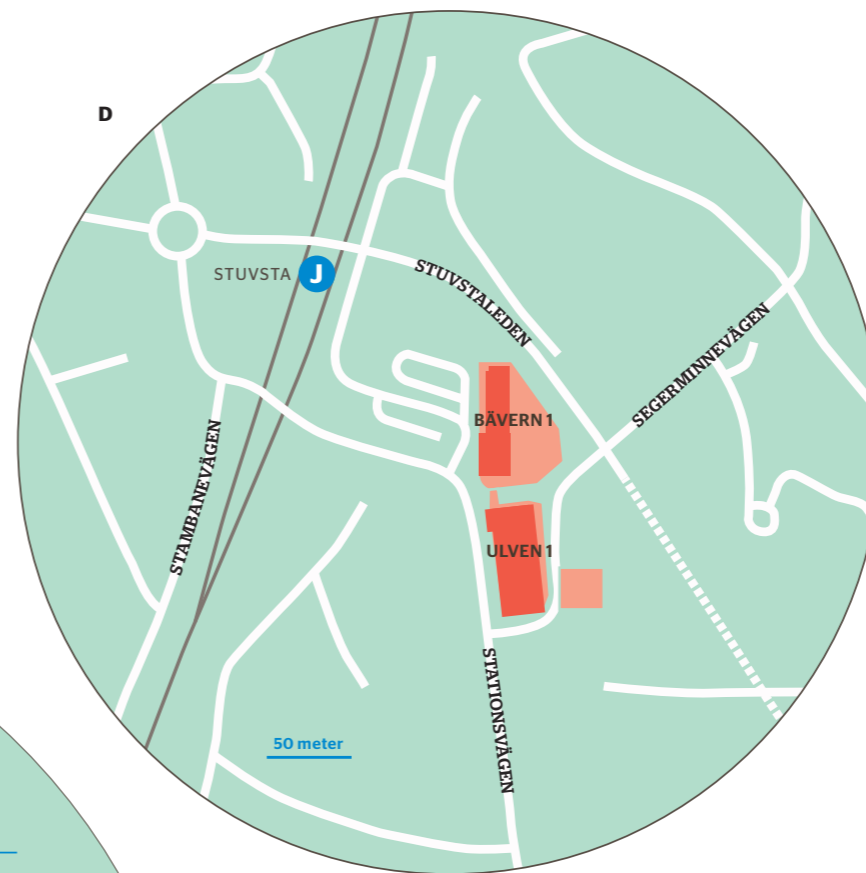 D
STUVSTA J
STUVSTALEDEN
SEGERMINNEVÄGEN
BÄVERN 1
STAMBANEVÄGEN
ULVEN 1
STATIONSVÄGEN
50 meter